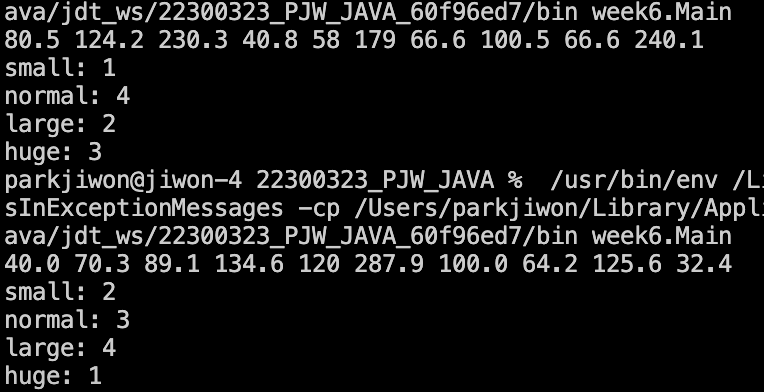 ava/jdt_ws/22300323_PJW_JAVA_60f96ed7/bin week6.Main
80.5 124.2 230.3 40.8 58 179 66.6 100.5 66.6 240.1
small: 1
normal: 4
large: 2
huge: 3
parkjiwon@jiwon-4 22300323_PJW_JAVA %  /usr/bin/env /Li
sInExceptionMessages -cp /Users/parkjiwon/Library/Appli
ava/jdt_ws/22300323_PJW_JAVA_60f96ed7/bin week6.Main
40.0 70.3 89.1 134.6 120 287.9 100.0 64.2 125.6 32.4
small: 2
normal: 3
large: 4
huge: 1